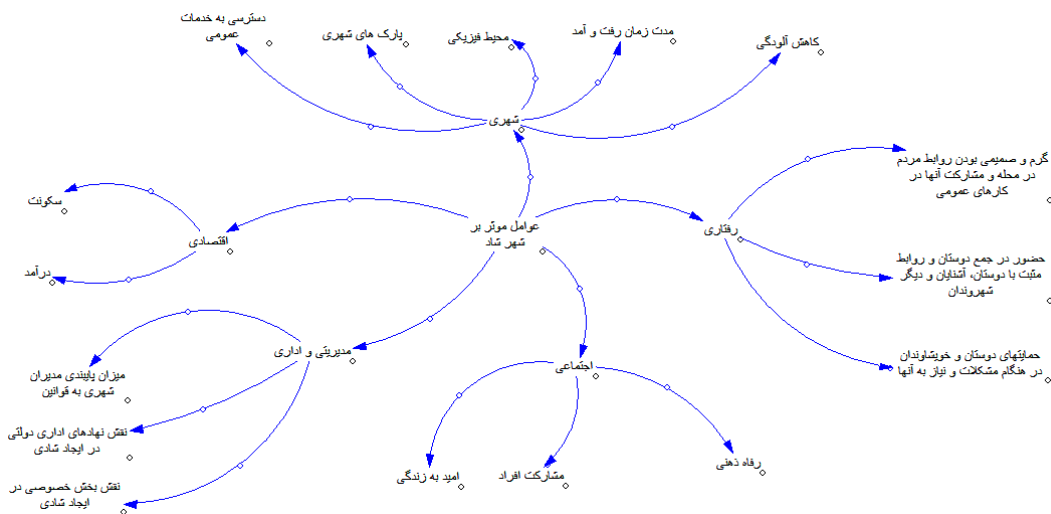 دسترسی به خدمات
عمومی
پارک های شهری
محیط فیزیکی
مدت زمان رفت و آمد
کاهش آلودگی
شهری
گرم و صمیمی بودن روابط مردم
در محله و مشارکت آنها در
کارهای عمومی
سکونت
عوامل موثر بر
شهر شاد
رفتاری
اقتصادی
حضور در جمع دوستان و روابط
مثبت با دوستان، آشنایان و دیگر
شهروندان
درآمد
مدیریتی و اداری
اجتماعی
حمایتهای دوستان و خویشاوندان
در هنگام مشکلات و نیاز به آنها
میزان پایبندی مدیران
شهری به قوانین
نقش نهادهای اداری دولتی
در ایجاد شادی
رفاه ذهنی
مشارکت افراد
امید به زندگی
نقش بخش خصوصی در
ایجاد شادی